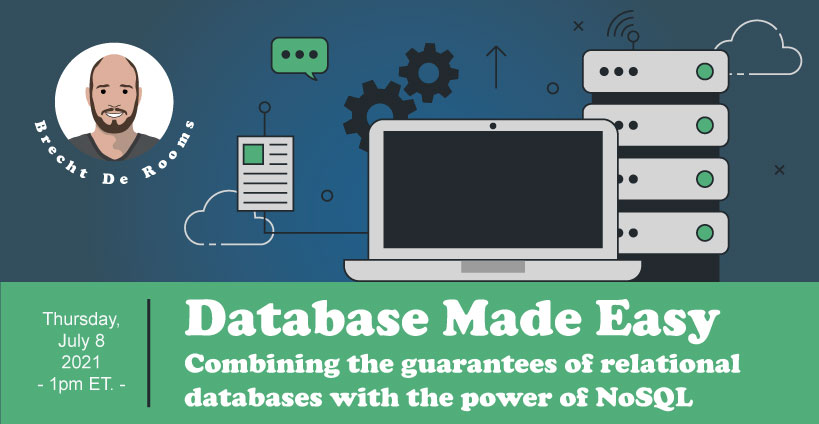 Brecht De Rooms
Thursday,
July 8
2021
- 1pm ET. -
Database Made Easy
Combining the guarantees of relational
databases with the power of NoSQL